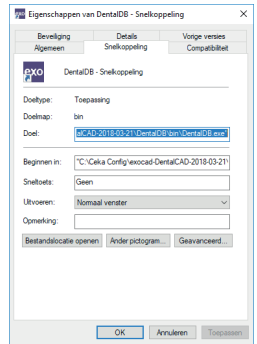 Eigenschappen van DentalDB - Snelkoppeling
Beveiliging Details Vorige versies
Algemeen Snelkoppeling Compatibiliteit
exo DentalDB - Snelkoppeling
Doeltype: Toepassing
Doelmap: bin
Doel: alCAD-2018-03-21\DentalDB\bin\DentalDB.exe"
Beginnen in: "C:\Ceka Config\exocad-DentalCAD-2018-03-21\
Sneltoets: Geen
Uitvoeren: Normaal venster
Opmerking:
Bestandslocatie openen Ander pictogram... Geavanceerd...
OK Annuleren Toepassen